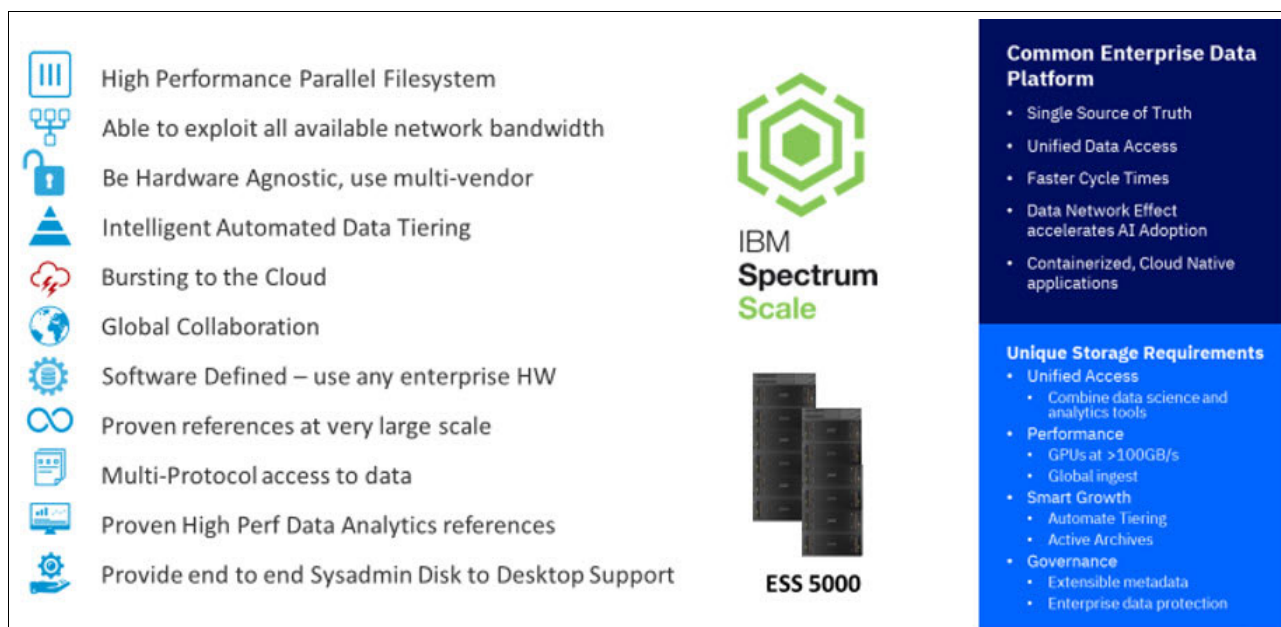 High Performance Parallel Filesystem
Able to exploit all available network bandwidth
Be Hardware Agnostic, use multi-vendor
Intelligent Automated Data Tiering
Bursting to the Cloud
Global Collaboration
Software Defined – use any enterprise HW
Proven references at very large scale
Multi-Protocol access to data
Proven High Perf Data Analytics references
Provide end to end Sysadmin Disk to Desktop Support
IBM
Spectrum
Scale
ESS 5000
Common Enterprise Data
Platform
• Single Source of Truth
• Unified Data Access
• Faster Cycle Times
• Data Network Effect
accelerates AI Adoption
• Containerized, Cloud Native
applications
Unique Storage Requirements
• Unified Access
• Combine data science and
analytics tools
• Performance
• GPUs at >100GB/s
• Global ingest
• Smart Growth
• Automate Tiering
• Active Archives
• Governance
• Extensible metadata
• Enterprise data protection